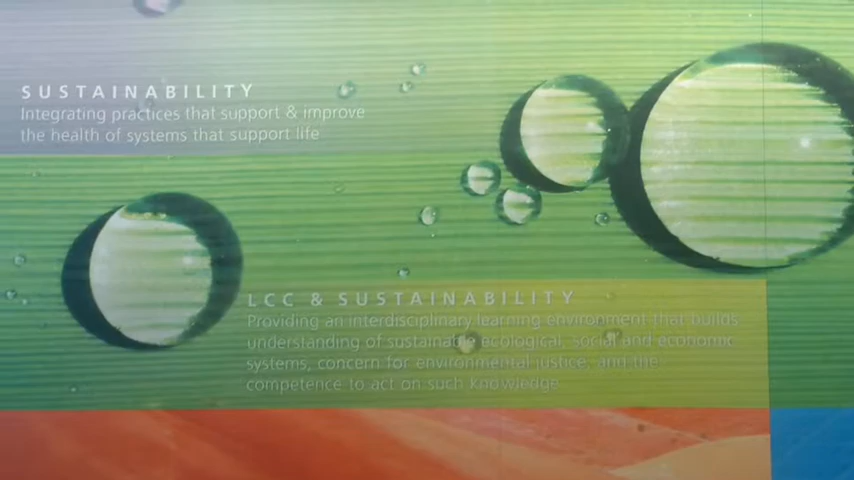 SUSTAINABILITY
Integrating practices that support & improve
the health of systems that support life
LCC & SUSTAINABILITY
Providing an interdisciplinary learning environment that builds
understanding of sustainable ecological, social and economic
systems, concern for environmental justice, and the
competence to act on such knowledge